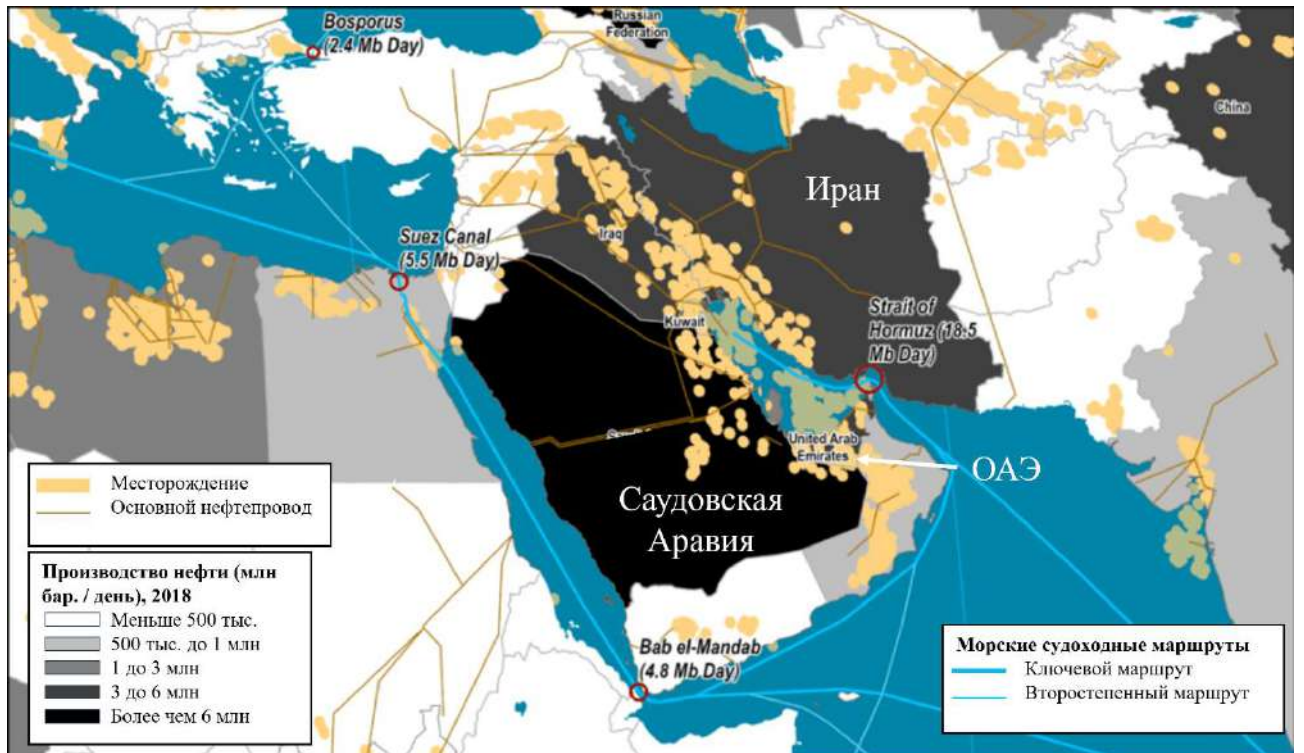 Bosporus
(2.4 Mb Day)
Russian
Federation
China
Иран
Suez Canal
(5.5 Mb Day)
Iraq
Strait of
Hormuz (18.5
Mb Day)
Kuwait
United Arab
Emirates
ОАЭ
Саудовская
Аравия
Bab el-Mandab
(4.8 Mb Day)
Месторождение
Основной нефтепровод
Производство нефти (млн
бар. / день), 2018
Меньше 500 тыс.
500 тыс. до 1 млн
1 до 3 млн
3 до 6 млн
Более чем 6 млн
Морские судоходные маршруты
Ключевой маршрут
Второстепенный маршрут